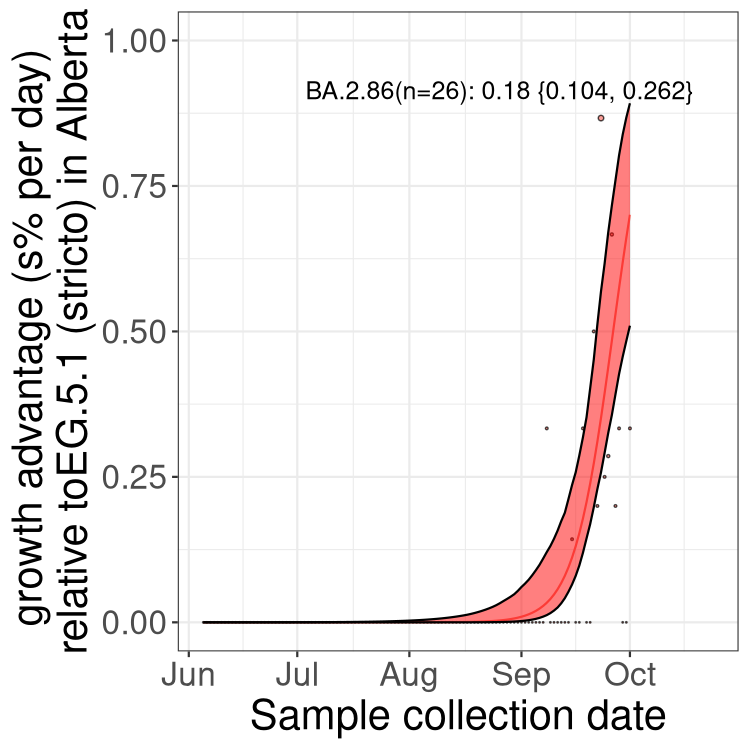 growth advantage (s% per day)
relative toEG.5.1 (stricto) in Alberta
1.00
0.75
0.50
0.25
0.00
BA.2.86(n=26): 0.18 {0.104, 0.262}
Jun Jul Aug Sep Oct
Sample collection date